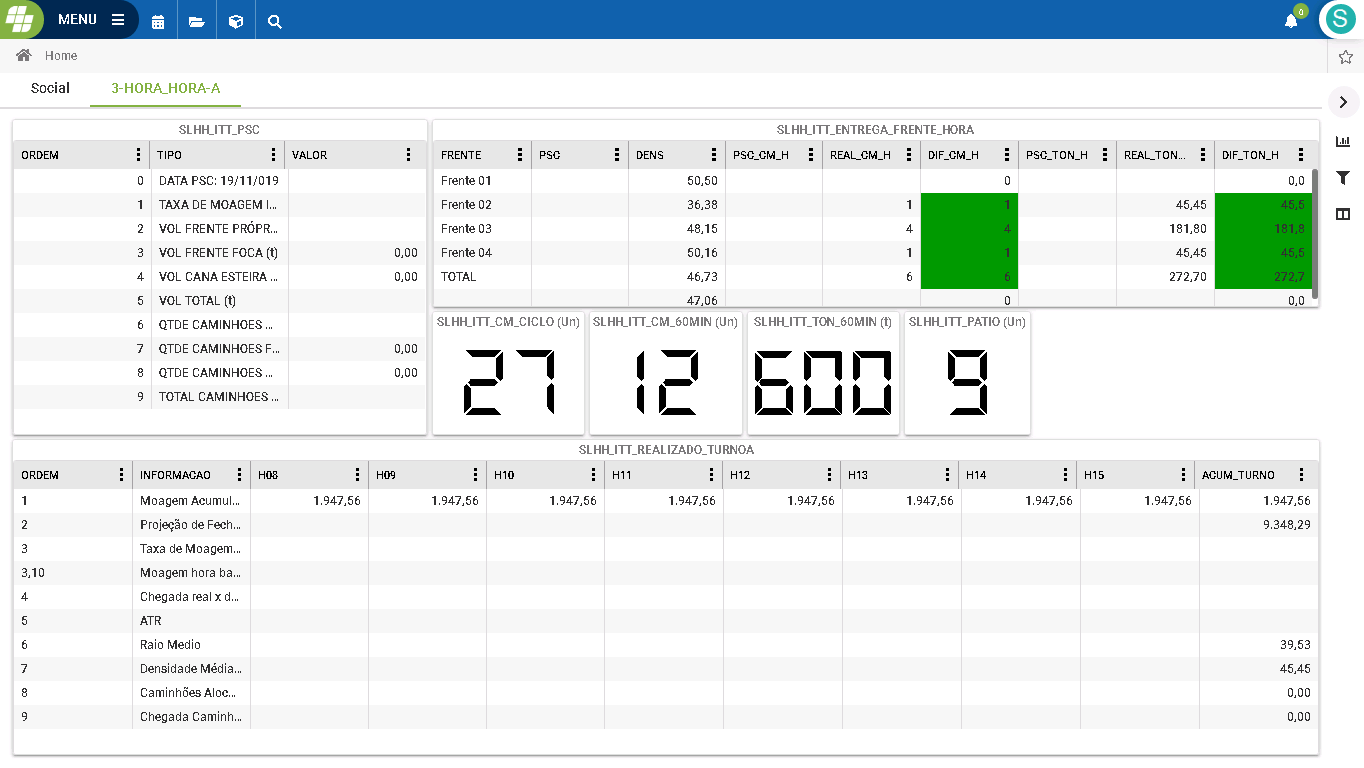 MENU
0
S
Home
Social 3-HORA_HORA-A
SLHH_ITT_PSC
ORDEM TIPO VALOR
0 DATA PSC: 19/11/019
1 TAXA DE MOAGEM I...
2 VOL FRENTE PRÓPR...
3 VOL FRENTE FOCA (t) 0,00
4 VOL CANA ESTEIRA ... 0,00
5 VOL TOTAL (t)
6 QTDE CAMINHOES ...
7 QTDE CAMINHOES F... 0,00
8 QTDE CAMINHOES ... 0,00
9 TOTAL CAMINHOES ...
SLHH_ITT_ENTREGA_FRENTE_HORA
FRENTE PSC DENS PSC_CM_H REAL_CM_H DIF_CM_H PSC_TON_H REAL_TON... DIF_TON_H
Frente 01 50,50 0 0,0
Frente 02 36,38 1 1 45,45 45,5
Frente 03 48,15 4 4 181,80 181,8
Frente 04 50,16 1 1 45,45 45,5
TOTAL 46,73 6 6 272,70 272,7
47,06 0 0,0
SLHH_ITT_CM_CICLO (Un)
27
SLHH_ITT_CM_60MIN (Un)
12
SLHH_ITT_TON_60MIN (t)
600
SLHH_ITT_PATIO (Un)
9
SLHH_ITT_REALIZADO_TURNOA
ORDEM INFORMACAO H08 H09 H10 H11 H12 H13 H14 H15 ACUM_TURNO
1 Moagem Acumul... 1.947,56 1.947,56 1.947,56 1.947,56 1.947,56 1.947,56 1.947,56 1.947,56 1.947,56
2 Projeção de Fech... 9.348,29
3 Taxa de Moagem...
3,10 Moagem hora ba...
4 Chegada real x d...
5 ATR
6 Raio Medio 39,53
7 Densidade Média... 45,45
8 Caminhões Aloc... 0,00
9 Chegada Caminh... 0,00